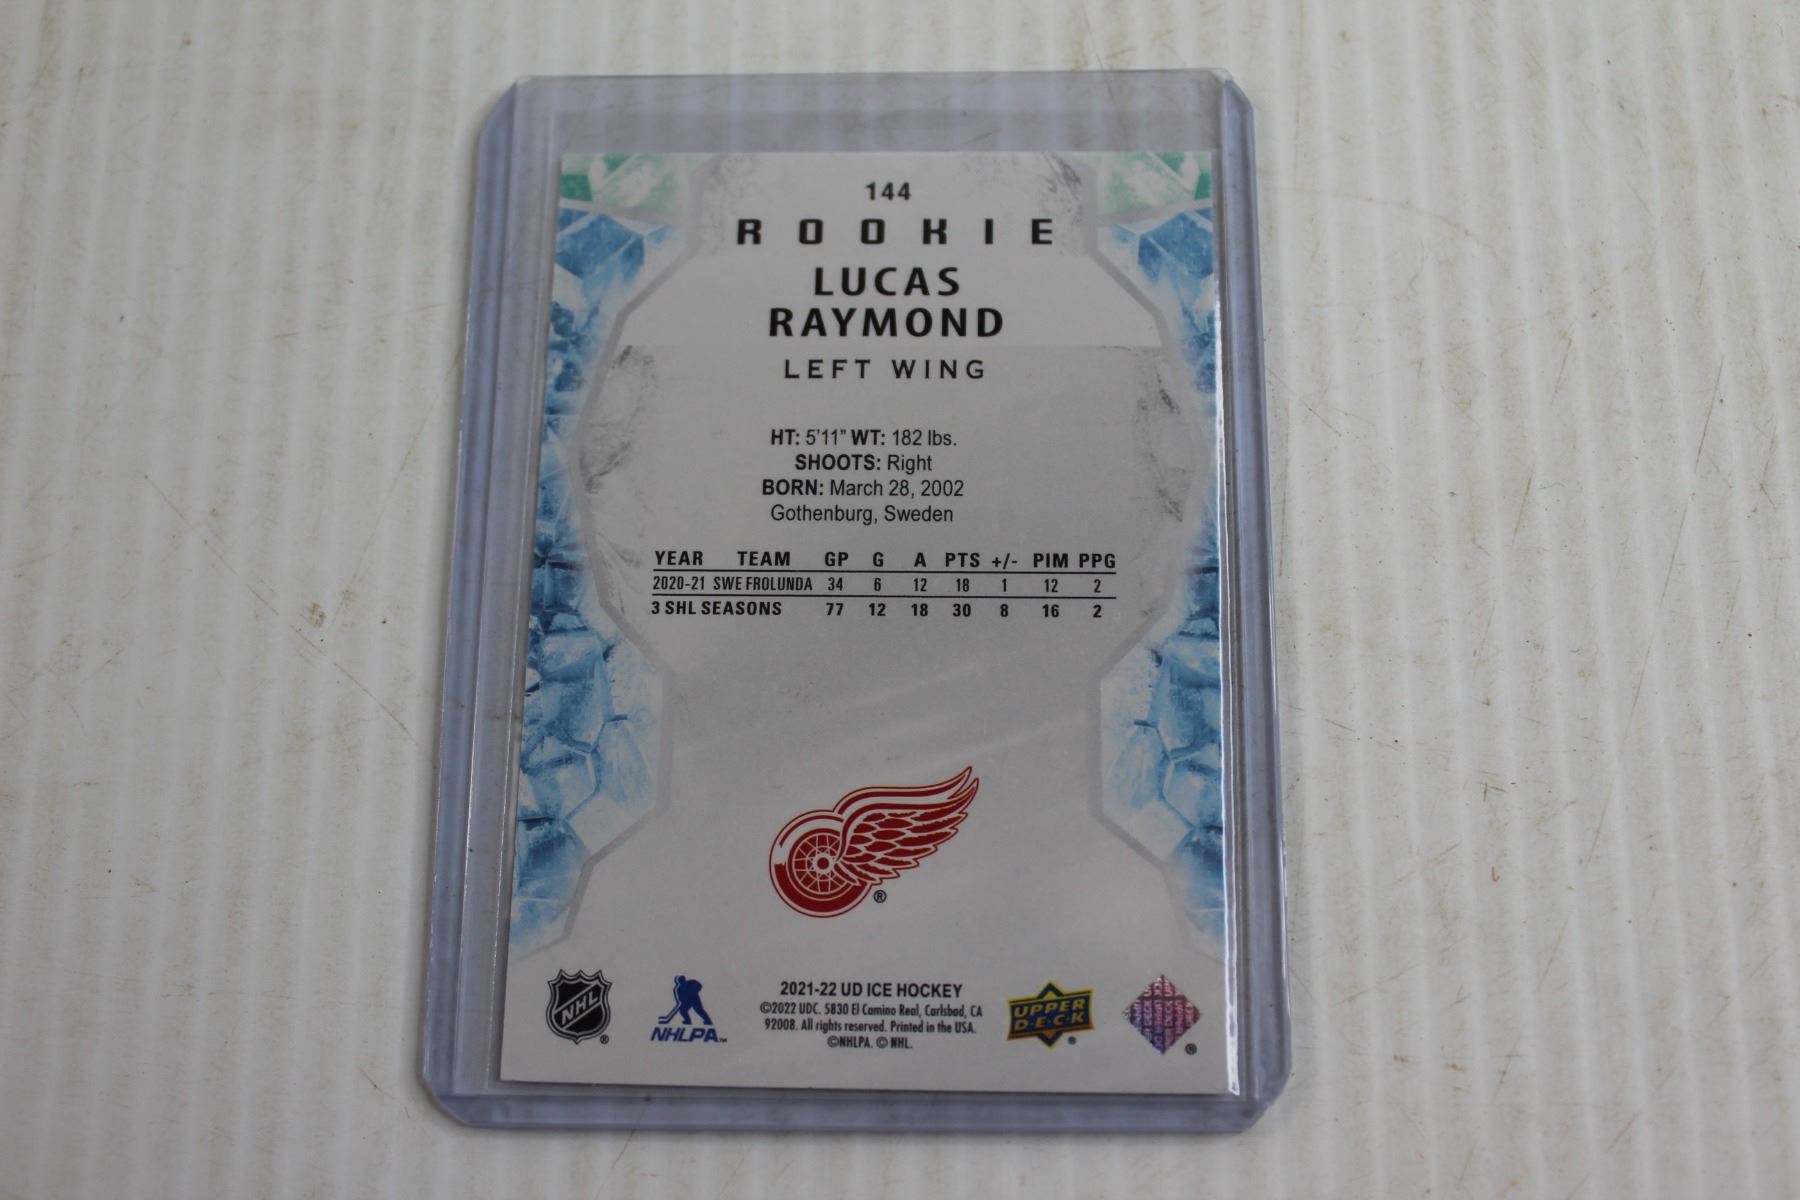 144
ROOKIE
LUCAS
RAYMOND
LEFT WING
HT: 5'11" WT: 182 lbs.
SHOOTS: Right
BORN: March 28, 2002
Gothenburg, Sweden
YEAR TEAM GP G A PTS +/- PIM PPG
2020-21 SWE FROLUNDA 34 6 12 18 1 12 2
3 SHL SEASONS 77 12 18 30 8 16 2
®
NHL ®
NHLPA™
2021-22 UD ICE HOCKEY
©2022 UDC. 5830 El Camino Real, Carlsbad, CA
92008. All rights reserved. Printed in the USA.
©NHLPA. © NHL.
UPPER
D·E·C·K ®
®